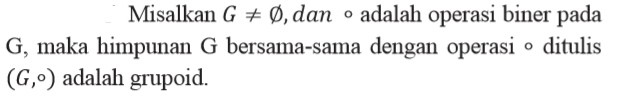 Misalkan G ≠ ∅, dan ∘ adalah operasi biner pada
G, maka himpunan G bersama-sama dengan operasi ∘ ditulis
(G,∘) adalah grupoid.